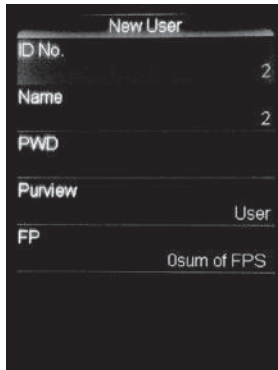 New User
ID No.
2
Name
2
PWD
Purview
User
FP
0sum of FPS